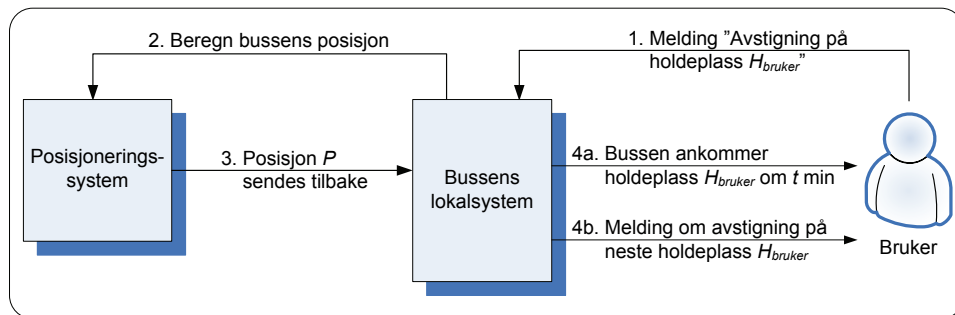 2. Beregn bussens posjon
1. Melding ”Avstigning på
holdeplass Hbruker”
Posisjonerings-
system
3. Posisjon P
sendes tilbake
Bussens
lokalsystem
4a. Bussen ankommer
holdeplass Hbruker om t min
4b. Melding om avstigning på
neste holdeplass Hbruker
Bruker